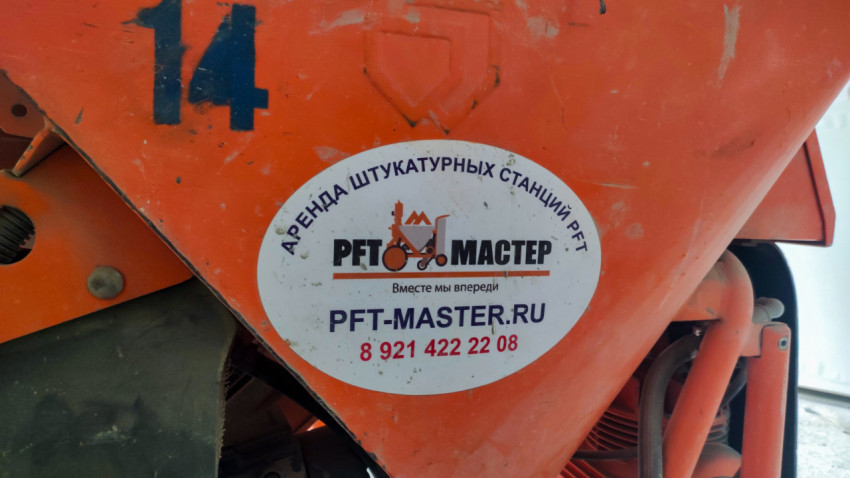 14
АРЕНДА ШТУКАТУРНЫХ СТАНЦИЙ PFT
PFT МАСТЕР
Вместе мы впереди
PFT-MASTER.RU
8 921 422 22 08